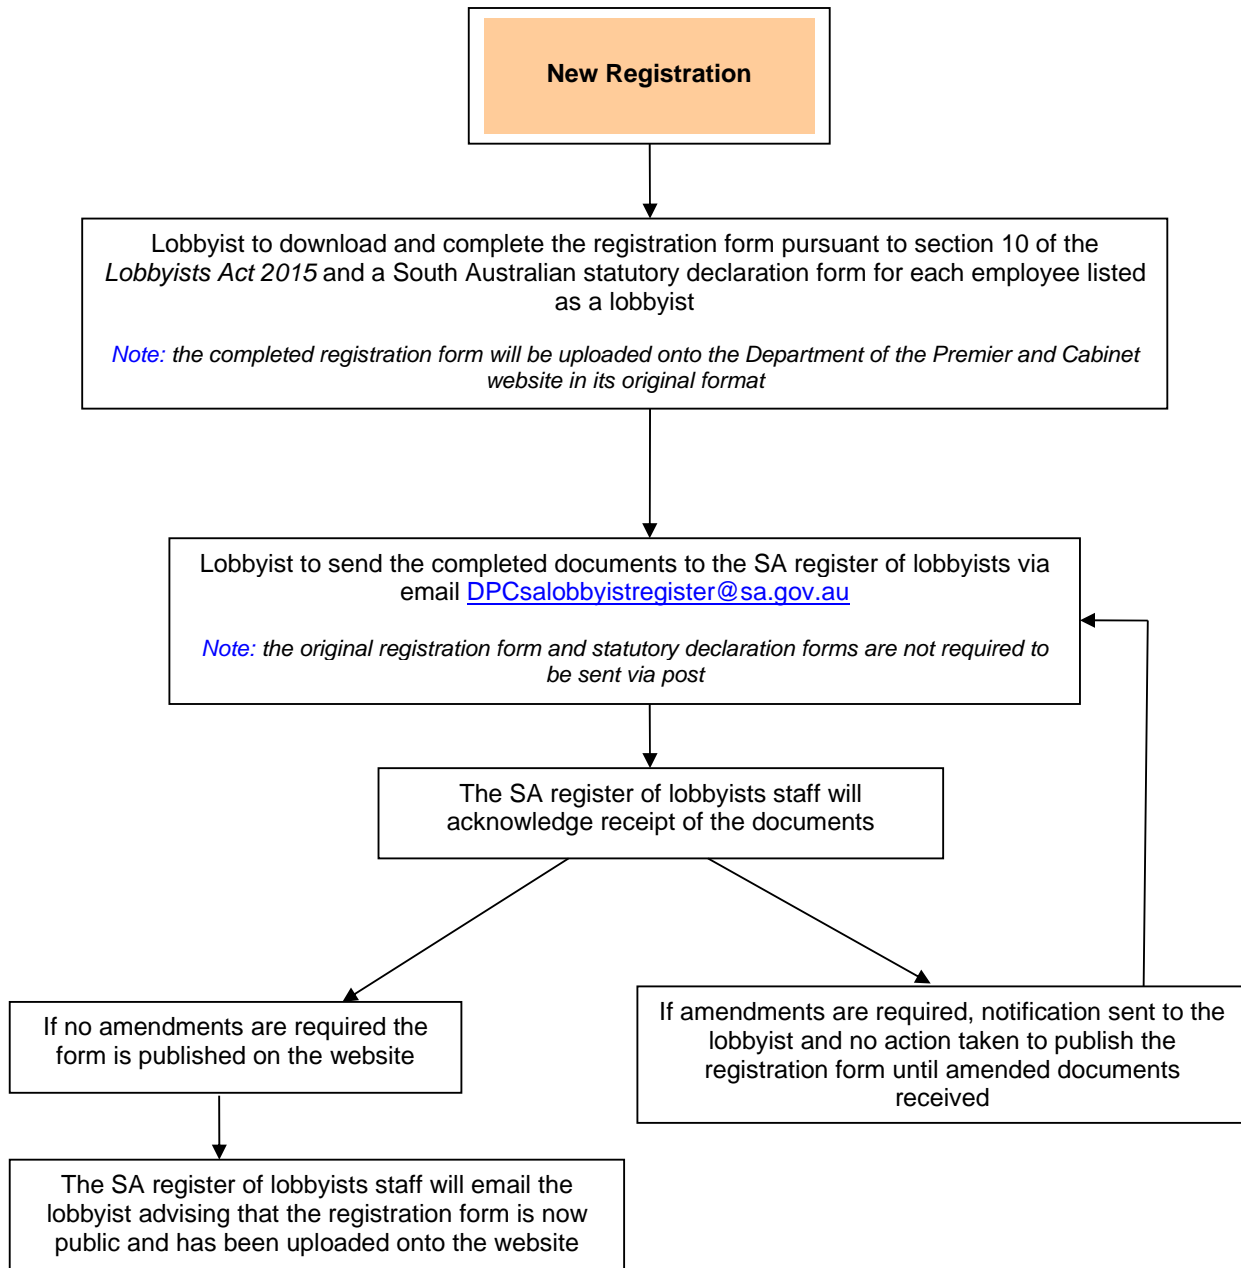 New Registration
Lobbyist to download and complete the registration form pursuant to section 10 of the
Lobbyists Act 2015 and a South Australian statutory declaration form for each employee listed
as a lobbyist
Note: the completed registration form will be uploaded onto the Department of the Premier and Cabinet
website in its original format
Lobbyist to send the completed documents to the SA register of lobbyists via
email DPCsalobbyistregister@sa.gov.au
Note: the original registration form and statutory declaration forms are not required to
be sent via post
The SA register of lobbyists staff will
acknowledge receipt of the documents
If no amendments are required the
form is published on the website
If amendments are required, notification sent to the
lobbyist and no action taken to publish the
registration form until amended documents
received
The SA register of lobbyists staff will email the
lobbyist advising that the registration form is now
public and has been uploaded onto the website